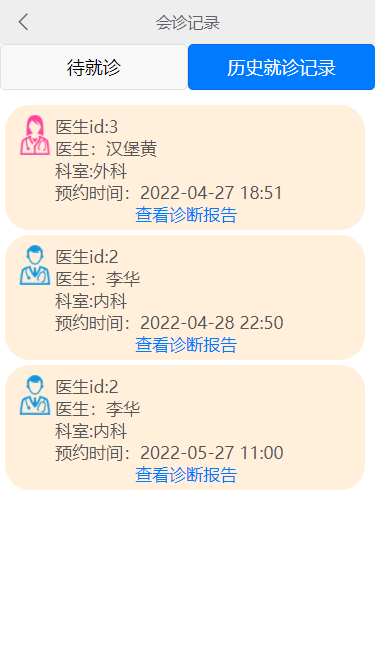 会诊记录
待就诊
历史就诊记录
医生id:3
医生：汉堡黄
科室:外科
预约时间：2022-04-27 18:51
查看诊断报告
医生id:2
医生：李华
科室:内科
预约时间：2022-04-28 22:50
查看诊断报告
医生id:2
医生：李华
科室:内科
预约时间：2022-05-27 11:00
查看诊断报告